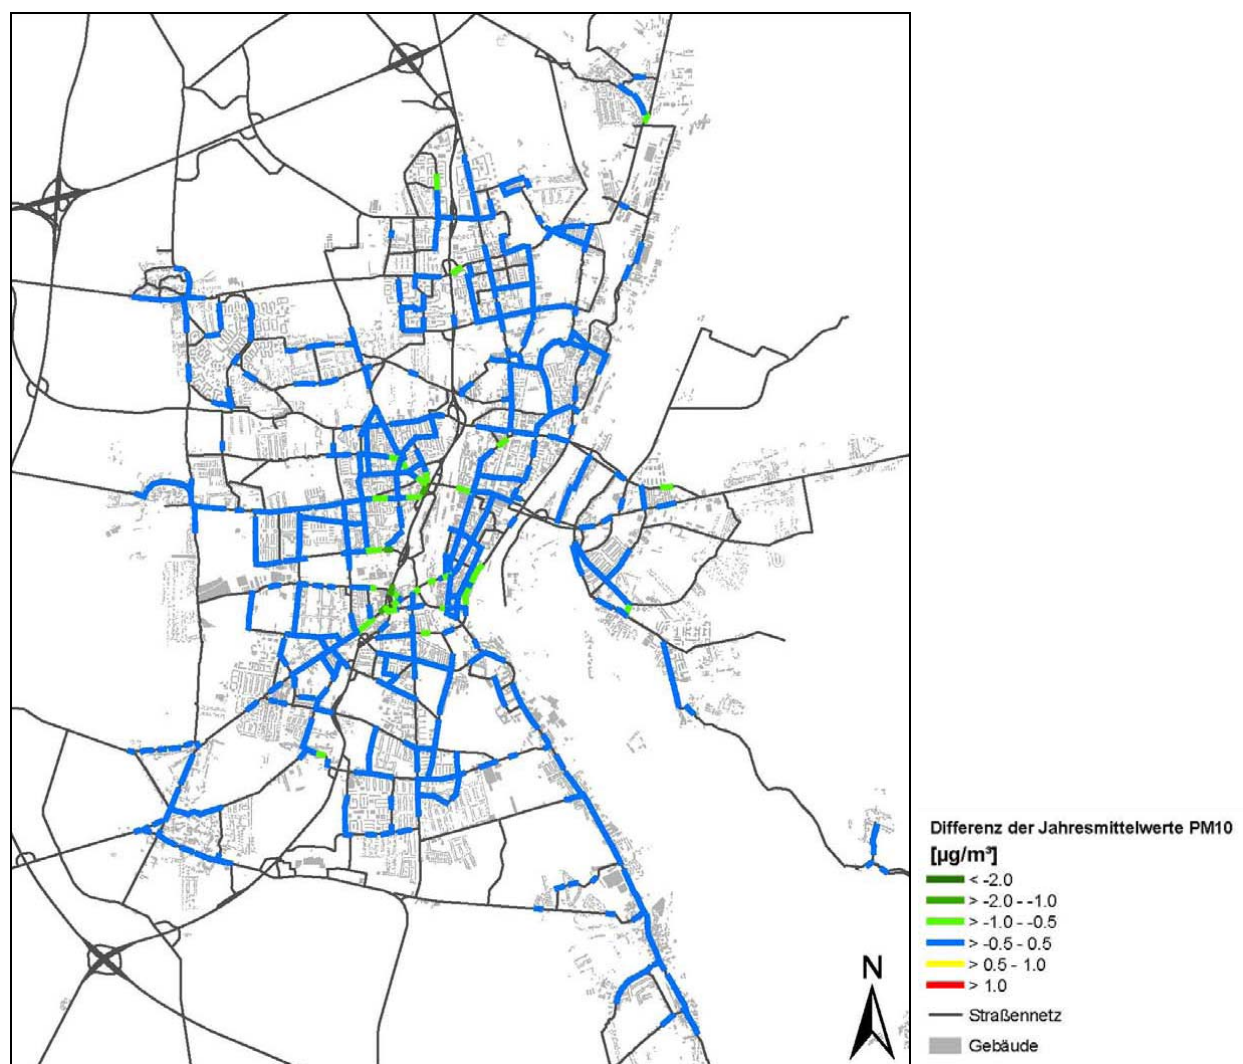 N
Differenz der Jahresmittelwerte PM10
[µg/m³]
< -2.0
> -2.0 - -1.0
> -1.0 - -0.5
> -0.5 - 0.5
> 0.5 - 1.0
> 1.0
Straßennetz
Gebäude